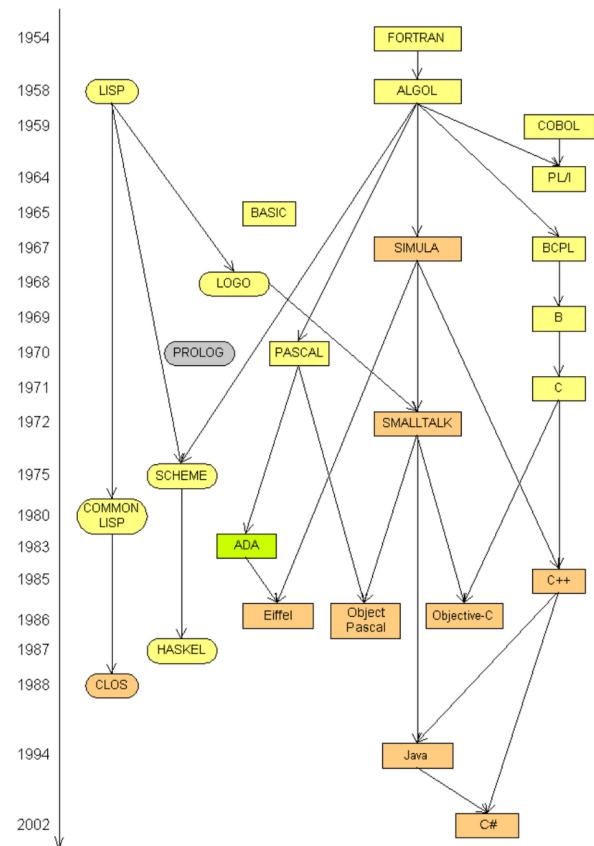 1954
FORTRAN
1958
LISP
ALGOL
1959
COBOL
1964
PL/I
1965
BASIC
1967
SIMULA
BCPL
1968
LOGO
1969
B
1970
PROLOG
PASCAL
1971
C
1972
SMALLTALK
1975
SCHEME
1980
COMMON
LISP
1983
ADA
1985
C++
1986
Eiffel
Object
Pascal
Objective-C
1987
HASKEL
1988
CLOS
1994
Java
2002
C#